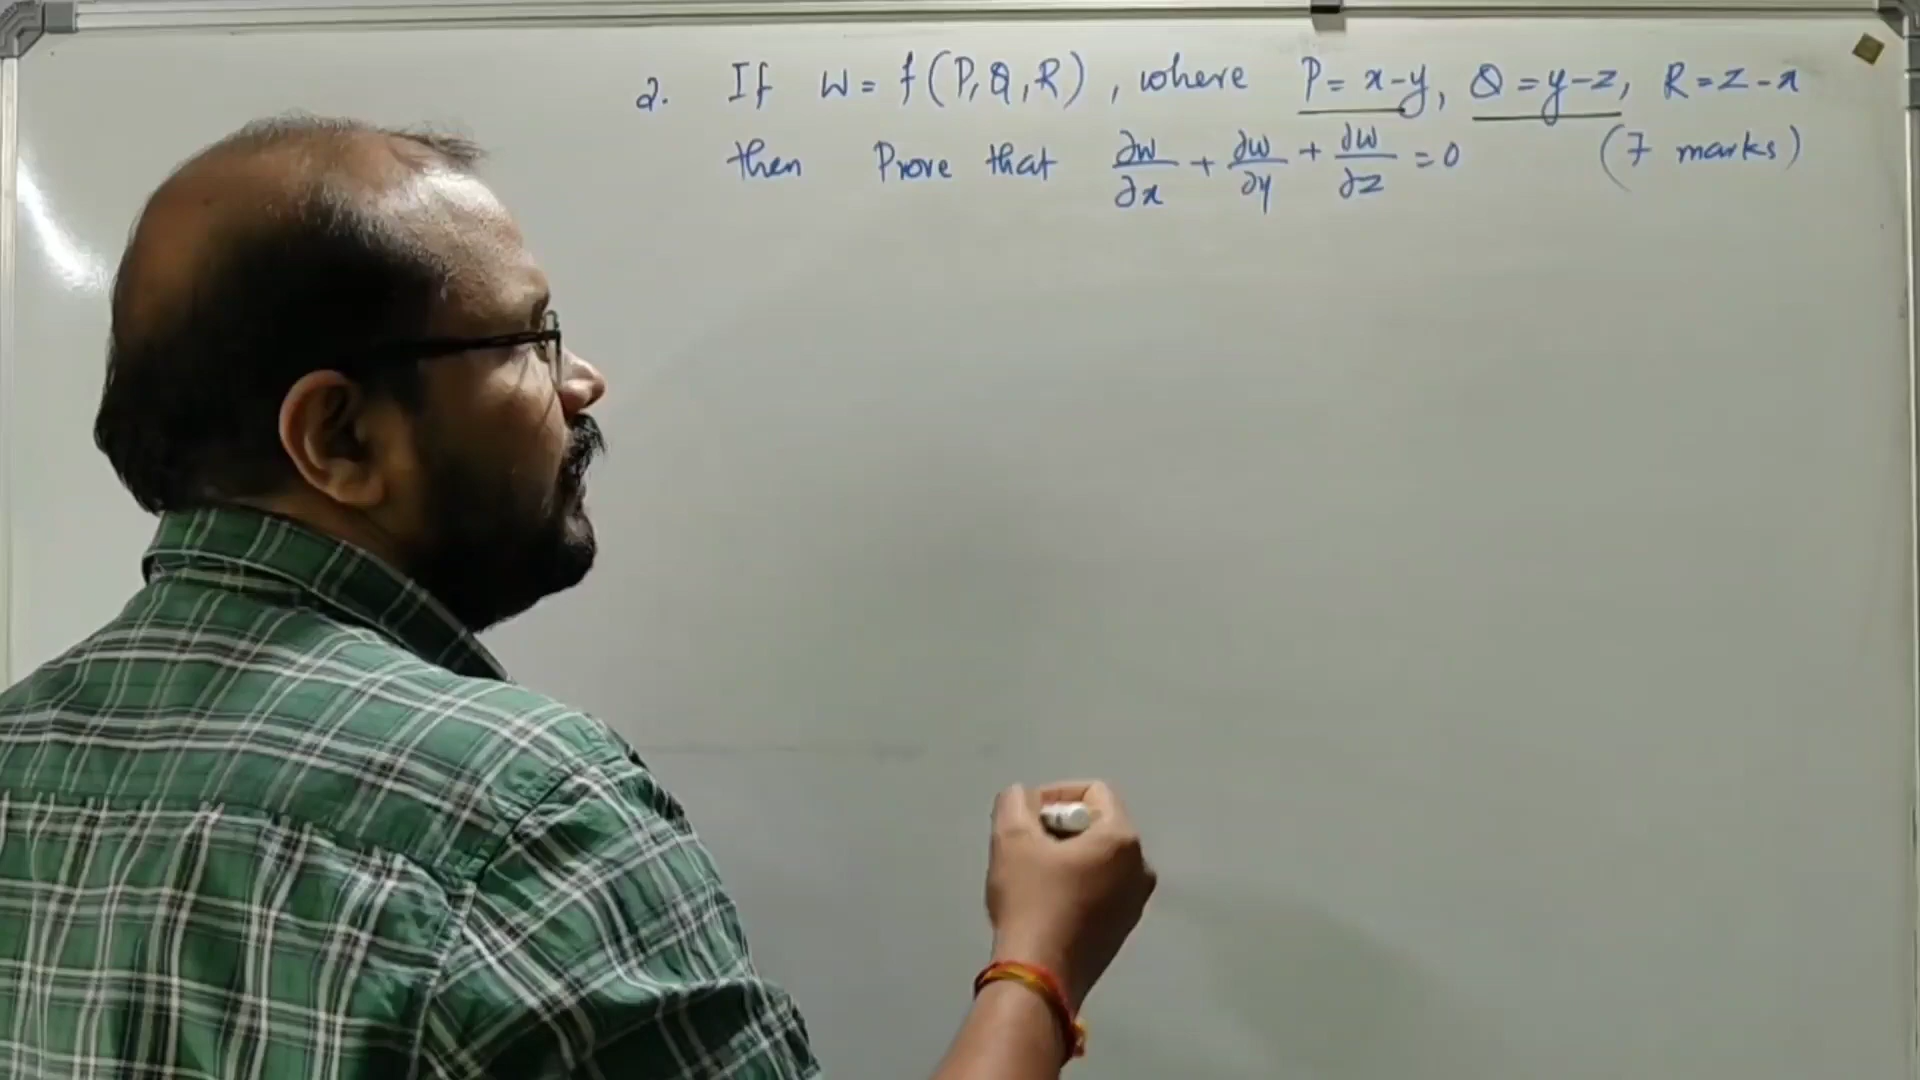 2. If W = f(P,Q,R), where P = x-y, Q = y-z, R = z-x
then Prove that ∂w/∂x + ∂w/∂y + ∂w/∂z = 0 (7 marks)